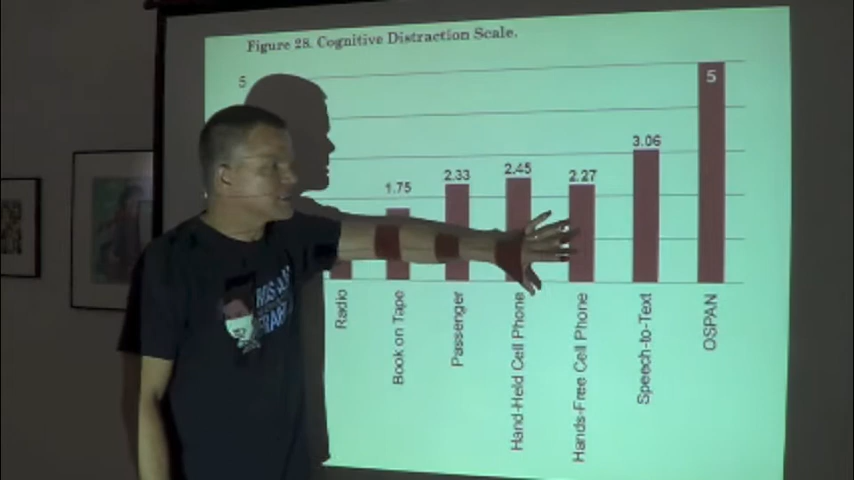 Figure 28. Cognitive Distraction Scale.
5
5
3.06
2.45
2.33
2.27
1.75
Radio
Book on Tape
Passenger
Hand-Held Cell Phone
Hands-Free Cell Phone
Speech-to-Text
OSPAN